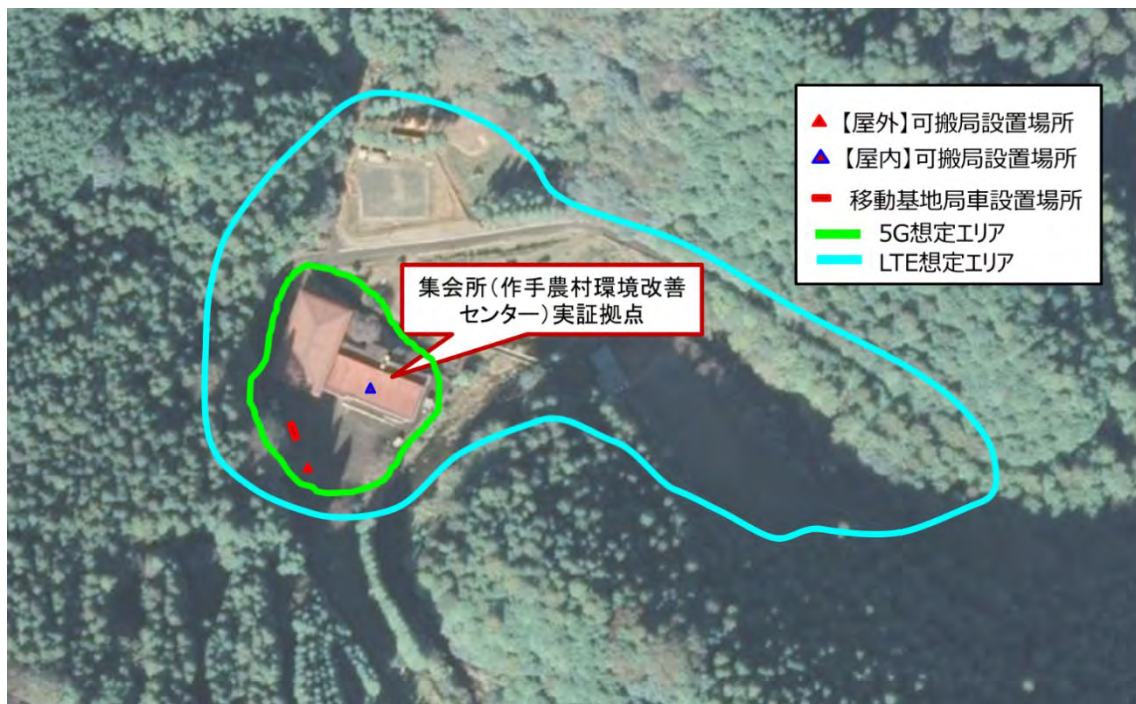 【屋外】可搬局設置場所
【屋内】可搬局設置場所
移動基地局車設置場所
5G想定エリア
LTE想定エリア
集会所（作手農村環境改善
センター）実証拠点